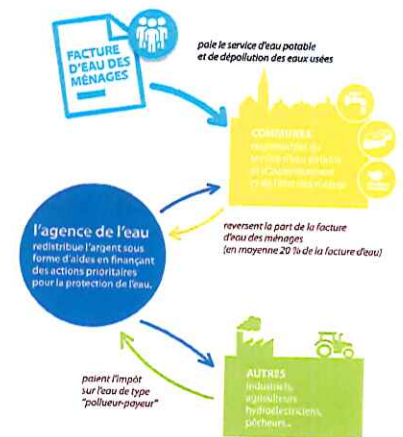 FACTURE
D'EAU DES
MÉNAGES
paie le service d'eau potable
et de dépollution des eaux usées
COMMUNES
reversent la part de la facture
d'eau des ménages
(en moyenne 20 % de la facture d'eau)
l'agence de l'eau
redistribue l'argent sous
forme d'aides en finançant
des actions prioritaires
pour la protection de l'eau.
paient l'impôt
sur l'eau de type
"pollueur-payeur"
AUTRES
industriels,
agriculteurs
hydroélectriciens,
pêcheurs...